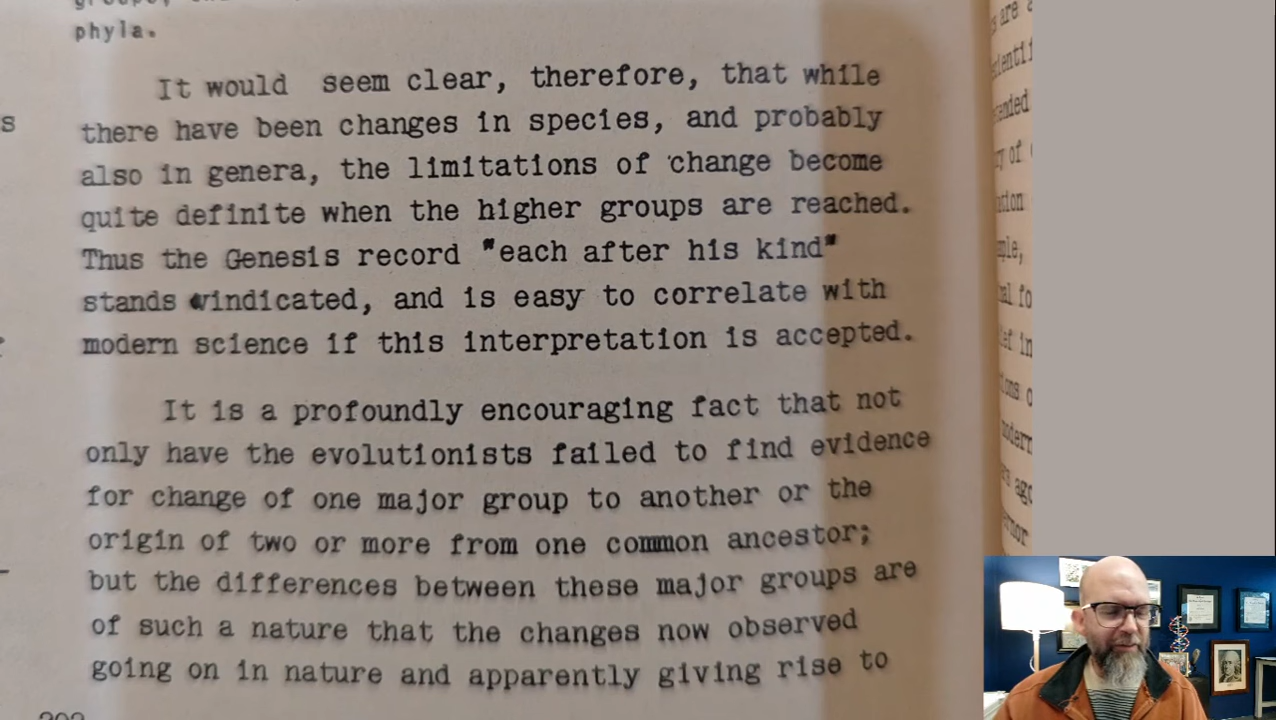 phyla.
It would seem clear, therefore, that while
there have been changes in species, and probably
also in genera, the limitations of change become
quite definite when the higher groups are reached.
Thus the Genesis record "each after his kind"
stands vindicated, and is easy to correlate with
modern science if this interpretation is accepted.
It is a profoundly encouraging fact that not
only have the evolutionists failed to find evidence
for change of one major group to another or the
origin of two or more from one common ancestor;
but the differences between these major groups are
of such a nature that the changes now observed
going on in nature and apparently giving rise to